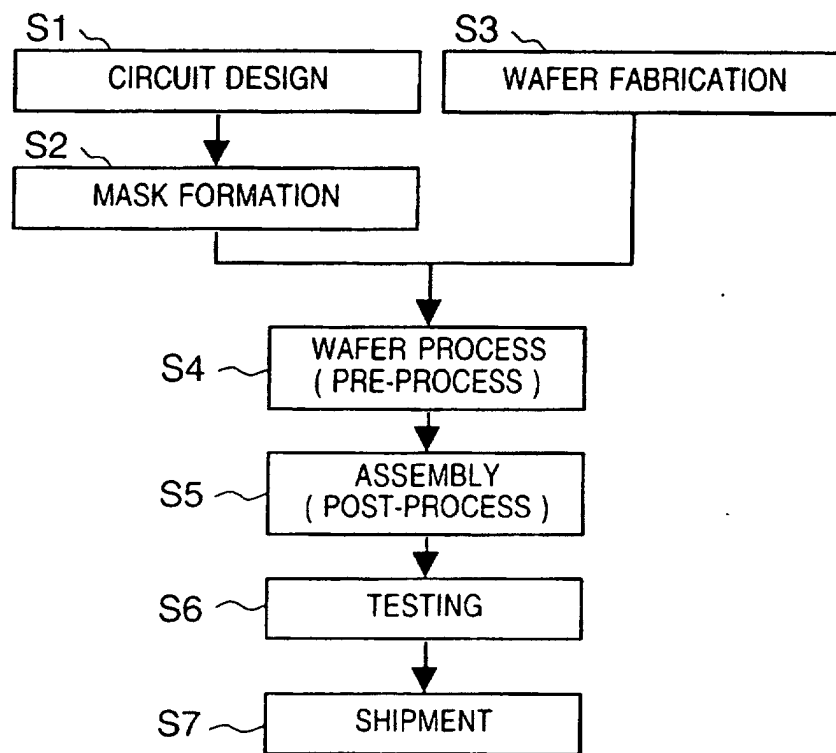 S1
CIRCUIT DESIGN
S3
WAFER FABRICATION
S2
MASK FORMATION
S4
WAFER PROCESS
( PRE-PROCESS )
S5
ASSEMBLY
( POST-PROCESS )
S6
TESTING
S7
SHIPMENT